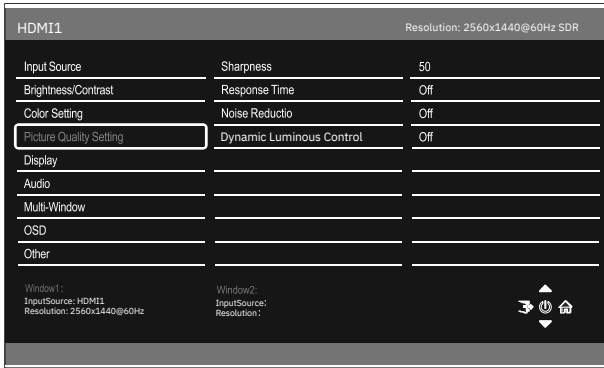 HDMI1 Resolution: 2560x1440@60Hz SDR
Input Source Sharpness 50
Brightness/Contrast Response Time Off
Color Setting Noise Reductio Off
Picture Quality Setting Dynamic Luminous Control Off
Display
Audio
Multi-Window
OSD
Other
Window1: Window2:
InputSource: HDMI1 InputSource:
Resolution: 2560x1440@60Hz Resolution: